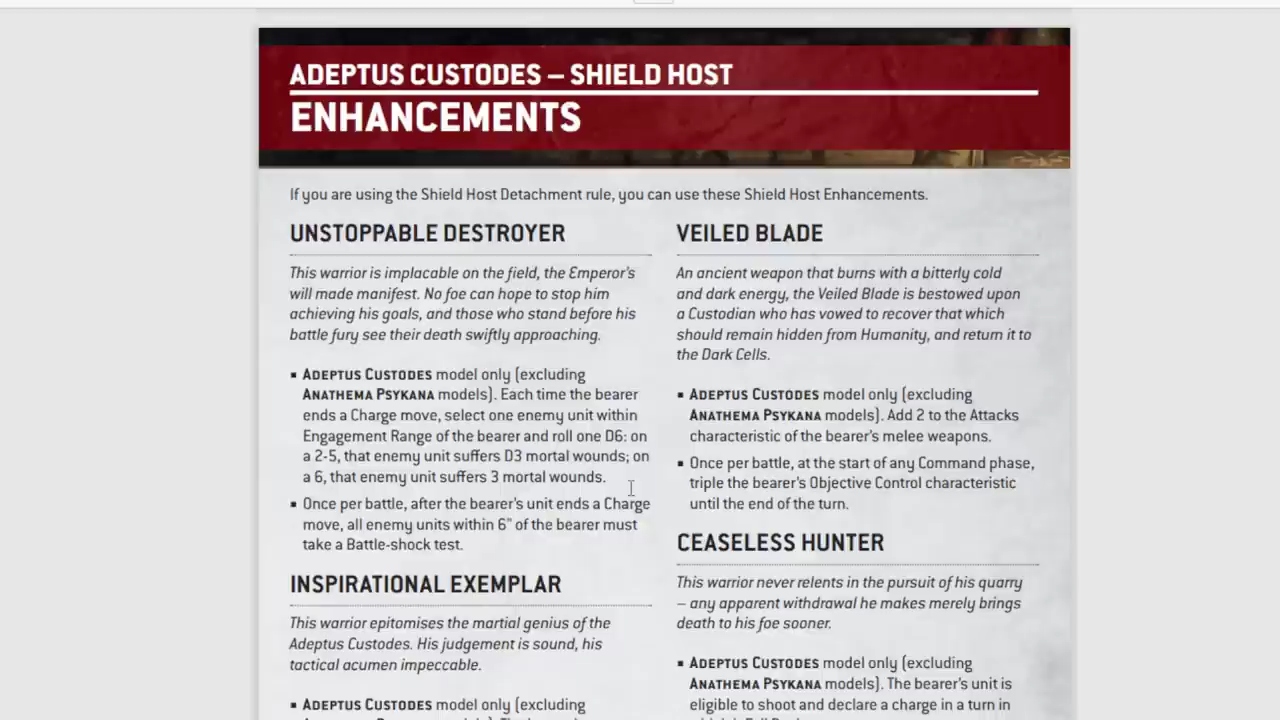 ADEPTUS CUSTODES – SHIELD HOST
ENHANCEMENTS
If you are using the Shield Host Detachment rule, you can use these Shield Host Enhancements.
UNSTOPPABLE DESTROYER
This warrior is implacable on the field, the Emperor's
will made manifest. No foe can hope to stop him
achieving his goals, and those who stand before his
battle fury see their death swiftly approaching.
▪ ADEPTUS CUSTODES model only (excluding
ANATHEMA PSYKANA models). Each time the bearer
ends a Charge move, select one enemy unit within
Engagement Range of the bearer and roll one D6: on
a 2-5, that enemy unit suffers D3 mortal wounds; on
a 6, that enemy unit suffers 3 mortal wounds.
▪ Once per battle, after the bearer's unit ends a Charge
move, all enemy units within 6" of the bearer must
take a Battle-shock test.
INSPIRATIONAL EXEMPLAR
This warrior epitomises the martial genius of the
Adeptus Custodes. His judgement is sound, his
tactical acumen impeccable.
▪ ADEPTUS CUSTODES model only (excluding
VEILED BLADE
An ancient weapon that burns with a bitterly cold
and dark energy, the Veiled Blade is bestowed upon
a Custodian who has vowed to recover that which
should remain hidden from Humanity, and return it to
the Dark Cells.
▪ ADEPTUS CUSTODES model only (excluding
ANATHEMA PSYKANA models). Add 2 to the Attacks
characteristic of the bearer's melee weapons.
▪ Once per battle, at the start of any Command phase,
triple the bearer's Objective Control characteristic
until the end of the turn.
CEASELESS HUNTER
This warrior never relents in the pursuit of his quarry
– any apparent withdrawal he makes merely brings
death to his foe sooner.
▪ ADEPTUS CUSTODES model only (excluding
ANATHEMA PSYKANA models). The bearer's unit is
eligible to shoot and declare a charge in a turn in